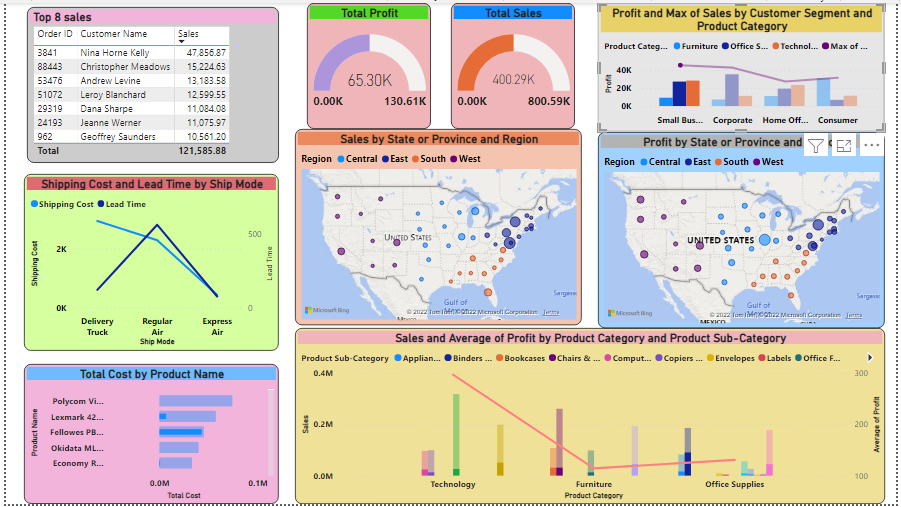 Top 8 sales
Order ID Customer Name Sales
3841 Nina Horne Kelly 47,856.87
88443 Christopher Meadows 15,224.63
53476 Andrew Levine 13,183.58
51072 Leroy Blanchard 12,599.55
29319 Dana Sharpe 11,084.08
24193 Jeanne Werner 11,075.97
962 Geoffrey Saunders 10,561.20
Total 121,585.88
Total Profit
65.30K
0.00K 130.61K
Total Sales
400.29K
0.00K 800.59K
Profit and Max of Sales by Customer Segment and
Product Category
Product Categ... Furniture Office S... Technol... Max of ...
Profit
40K
20K
0K
Small Bus... Corporate Home Off... Consumer
Shipping Cost and Lead Time by Ship Mode
Shipping Cost Lead Time
Shipping Cost
2K
0K
500
0
Lead Time
Delivery
Truck
Regular
Air
Express
Air
Ship Mode
Sales by State or Province and Region
Region Central East South West
UNITED STATES
Gulf of
Microsoft Bing
© 2022 TomTom, © 2022 Microsoft Corporation Terms
Profit by State or Province and
Region Central East South West
UNITED STATES
Gulf of
Microsoft Bing
Terms
Total Cost by Product Name
Product Name
Polycom Vi...
Lexmark 42...
Fellowes PB...
Okidata ML...
Economy R...
0.0M 0.1M
Total Cost
Sales and Average of Profit by Product Category and Product Sub-Category
Product Sub-Category Applian... Binders ... Bookcases Chairs & ... Comput... Copiers ... Envelopes Labels Office F...
Sales
0.4M
0.2M
0.0M
300
200
100
Average of Profit
Technology Furniture Office Supplies
Product Category